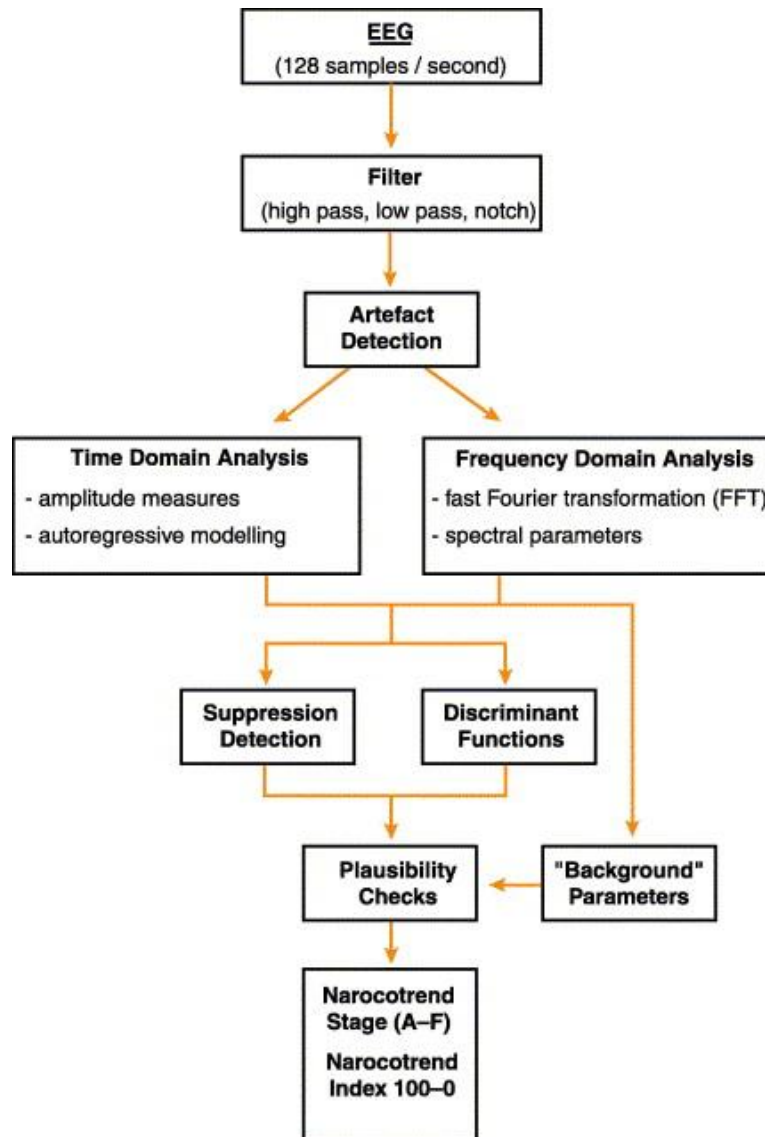 EEG
(128 samples / second)
Filter
(high pass, low pass, notch)
Artefact
Detection
Time Domain Analysis
- amplitude measures
- autoregressive modelling
Frequency Domain Analysis
- fast Fourier transformation (FFT)
- spectral parameters
Suppression
Detection
Discriminant
Functions
Plausibility
Checks
"Background"
Parameters
Narocotrend
Stage (A–F)
Narocotrend
Index 100–0